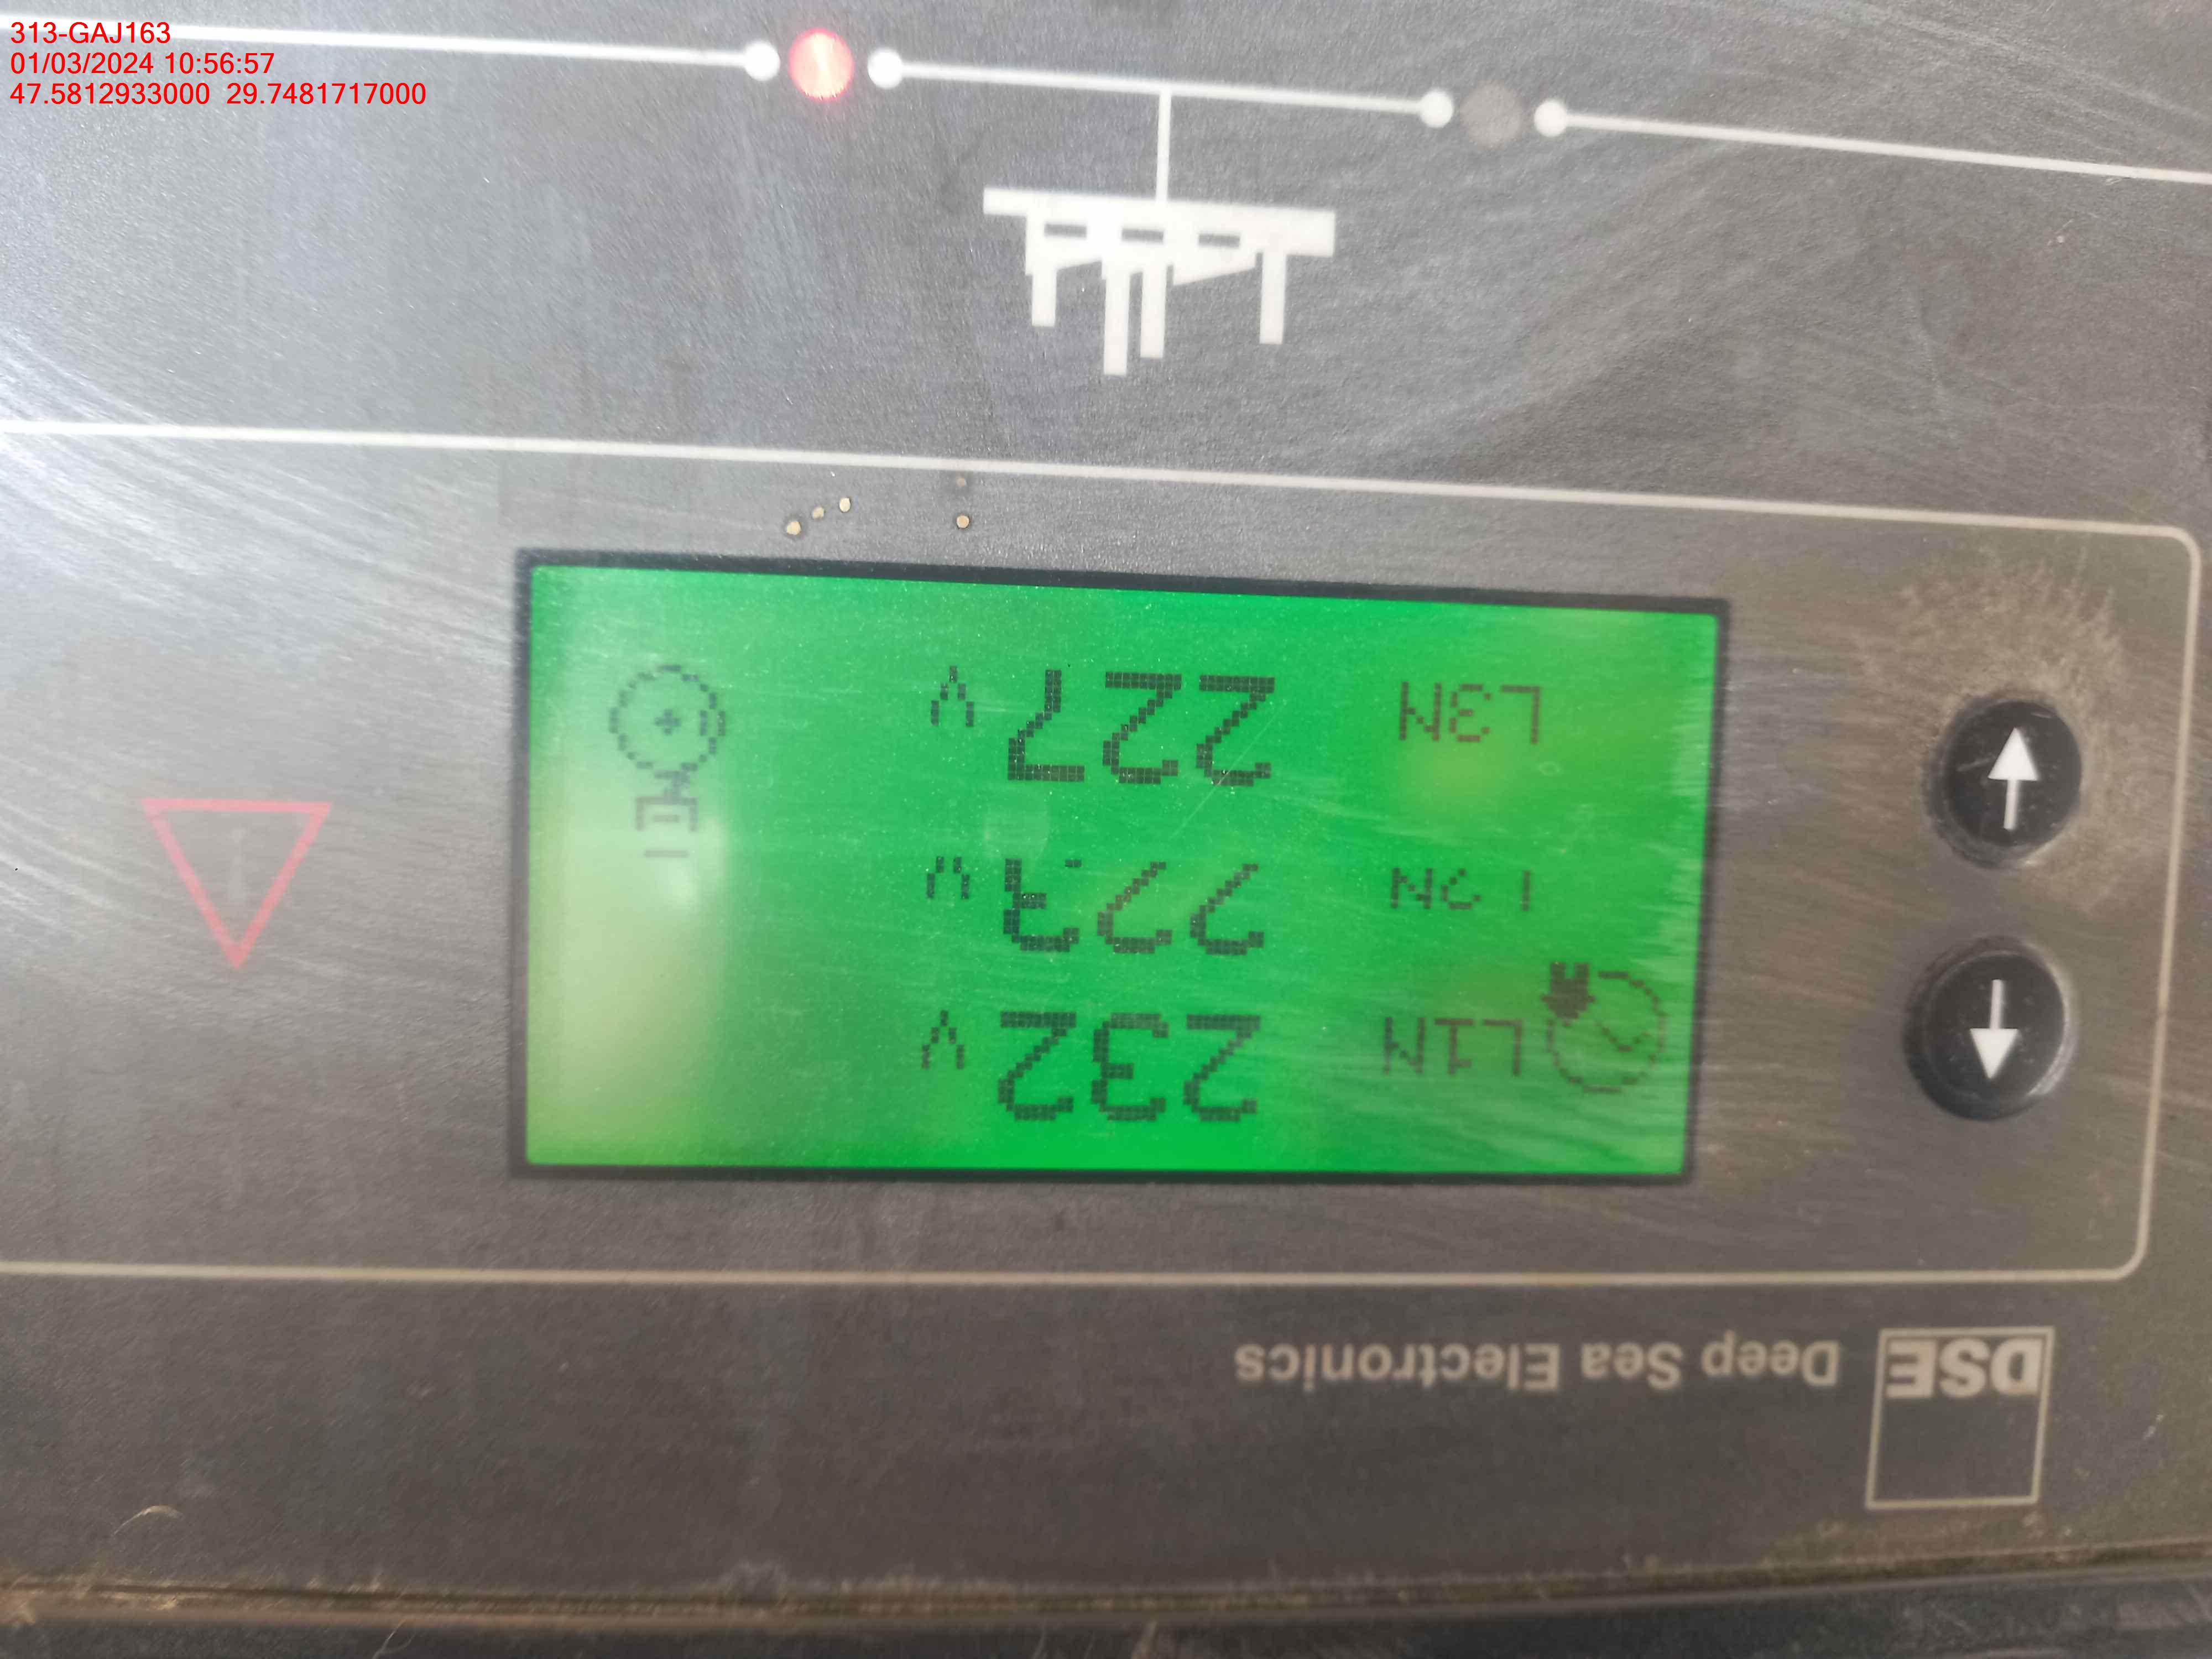 313-GAJ163
01/03/2024 10:56:57
47.5812933000 29.7481717000
DSE Deep Sea Electronics
L1N 232 V
L2N V
L3N 227 V